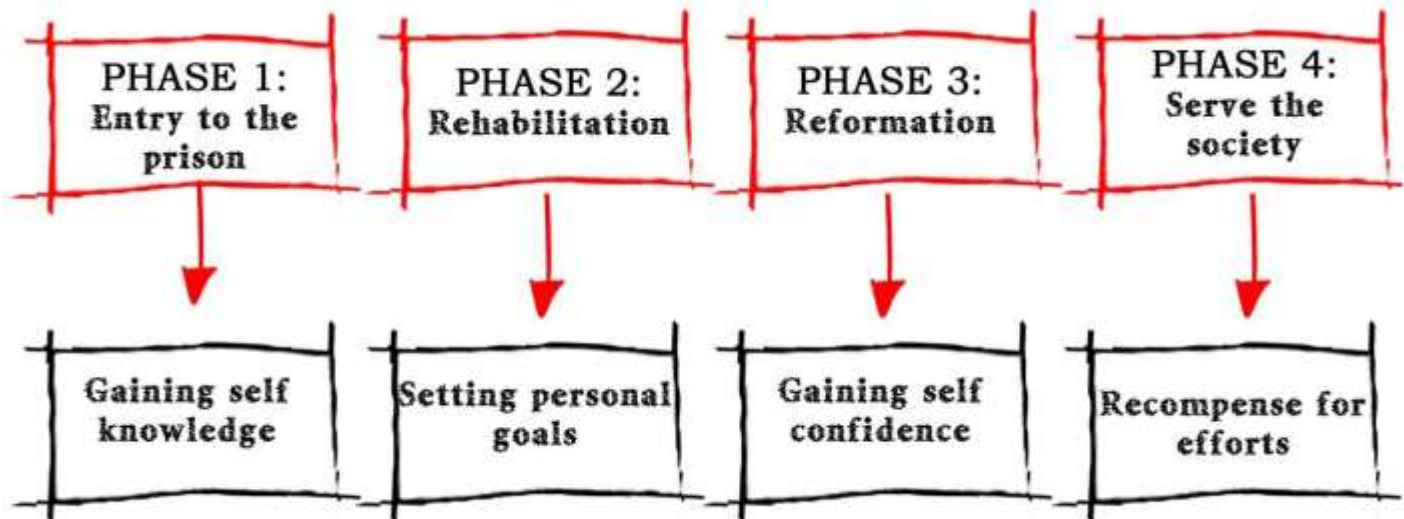 PHASE 1:
Entry to the
prison
PHASE 2:
Rehabilitation
PHASE 3:
Reformation
PHASE 4:
Serve the
society
Gaining self
knowledge
Setting personal
goals
Gaining self
confidence
Recompense for
efforts